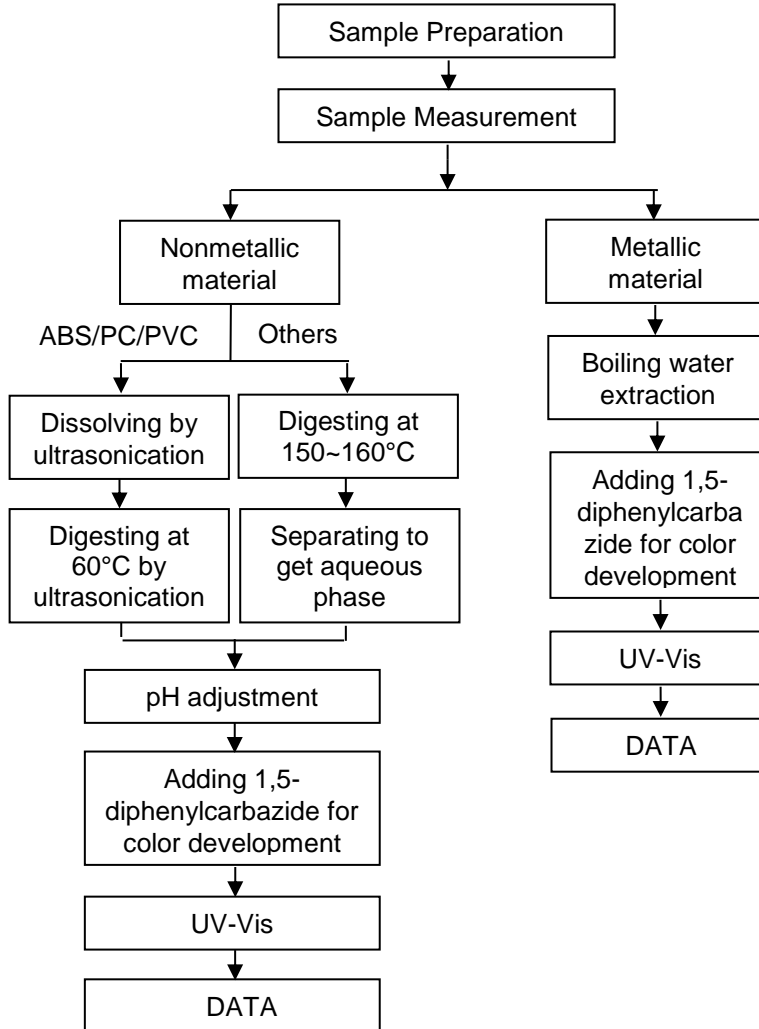 Sample Preparation
Sample Measurement
Nonmetallic
material
Metallic
material
ABS/PC/PVC
Others
Boiling water
extraction
Dissolving by
ultrasonication
Digesting at
150~160°C
Adding 1,5-
diphenylcarba
zide for color
development
Digesting at
60°C by
ultrasonication
Separating to
get aqueous
phase
UV-Vis
pH adjustment
DATA
Adding 1,5-
diphenylcarbazide for
color development
UV-Vis
DATA